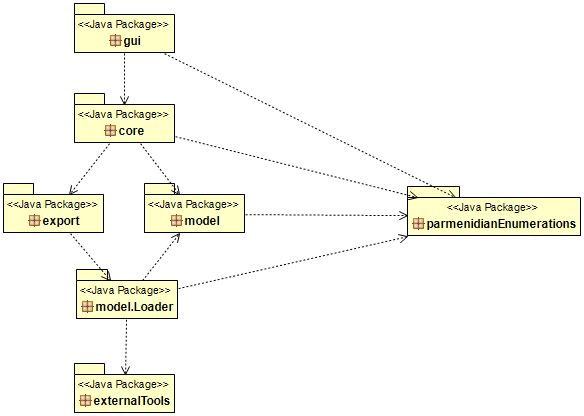 <<Java Package>>
gui
<<Java Package>>
core
<<Java Package>>
export
<<Java Package>>
model
<<Java Package>>
parmenidianEnumerations
<<Java Package>>
model.Loader
<<Java Package>>
externalTools